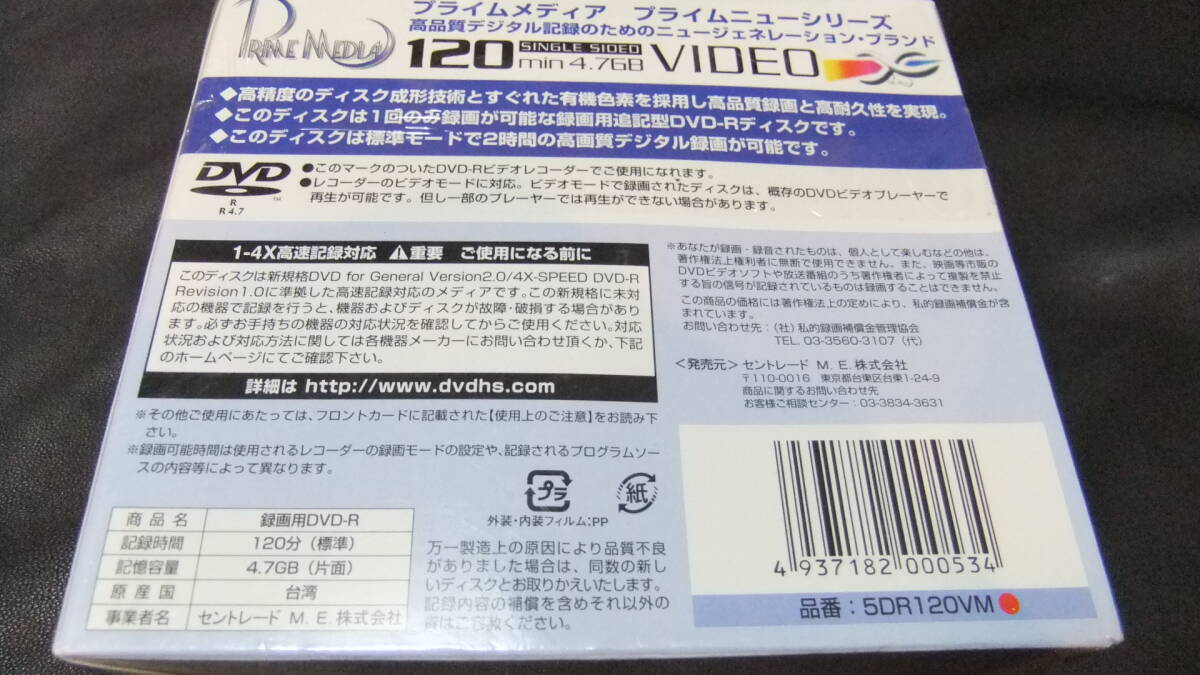 PRIME MEDIA
プライムメディア プライムニューシリーズ
高品質デジタル記録のためのニュージェネレーション・ブランド
120 min SINGLE SIDED 4.7GB VIDEO
◆高精度のディスク成形技術とすぐれた有機色素を採用し高品質録画と高耐久性を実現。
◆このディスクは1回のみ録画が可能な録画用追記型DVD-Rディスクです。
◆このディスクは標準モードで2時間の高画質デジタル録画が可能です。
DVD
R
R4.7
TM
●このマークのついたDVD-Rビデオレコーダーでご使用になれます。
●レコーダーのビデオモードに対応。ビデオモードで録画されたディスクは、概存のDVDビデオプレーヤーで
再生が可能です。但し一部のプレーヤーでは再生ができない場合があります。
1-4X高速記録対応 ⚠重要 ご使用になる前に
このディスクは新規格DVD for General Version2.0/4X-SPEED DVD-R
Revision1.0に準拠した高速記録対応のメディアです。この新規格に未対
応の機器で記録を行うと、機器およびディスクが故障・破損する場合があり
ます。必ずお手持ちの機器の対応状況を確認してからご使用ください。対応
状況および対応方法に関しては各機器メーカーにお問い合わせ頂くか、下記
のホームページにてご確認下さい。
詳細は http://www.dvdhs.com
※その他ご使用にあたっては、フロントカードに記載された【使用上のご注意】をお読み下
さい。
※録画可能時間は使用されるレコーダーの録画モードの設定や、記録されるプログラムソー
スの内容等によって異なります。
商品名 録画用DVD-R
記録時間 120分（標準）
記憶容量 4.7GB（片面）
原産国 台湾
事業者名 セントレード M.E.株式会社
プラ
紙
外装・内装フィルム:PP
万一製造上の原因により品質不良
がありました場合は、同数の新し
いディスクとお取りかえいたします。
記録内容の補償を含めそれ以外の
責はご容赦ください。
※あなたが録画・録音されたものは、個人として楽しむなどの他は、
著作権法上権利者に無断で使用できません。また、映画等市販の
DVDビデオソフトや放送番組のうち著作権者によって複製を禁止
する旨の信号が記録されているものは録画することはできません。
この商品の価格には著作権法上の定めにより、私的録画補償金が含
まれています。
お問い合わせ先：（社）私的録画補償金管理協会
TEL. 03-3560-3107（代）
＜発売元＞ セントレード M. E. 株式会社
〒110-0016 東京都台東区台東1-24-9
商品に関するお問い合わせ先
お客様ご相談センター：03-3834-3631
4 937182 000534
品番：5DR120VM